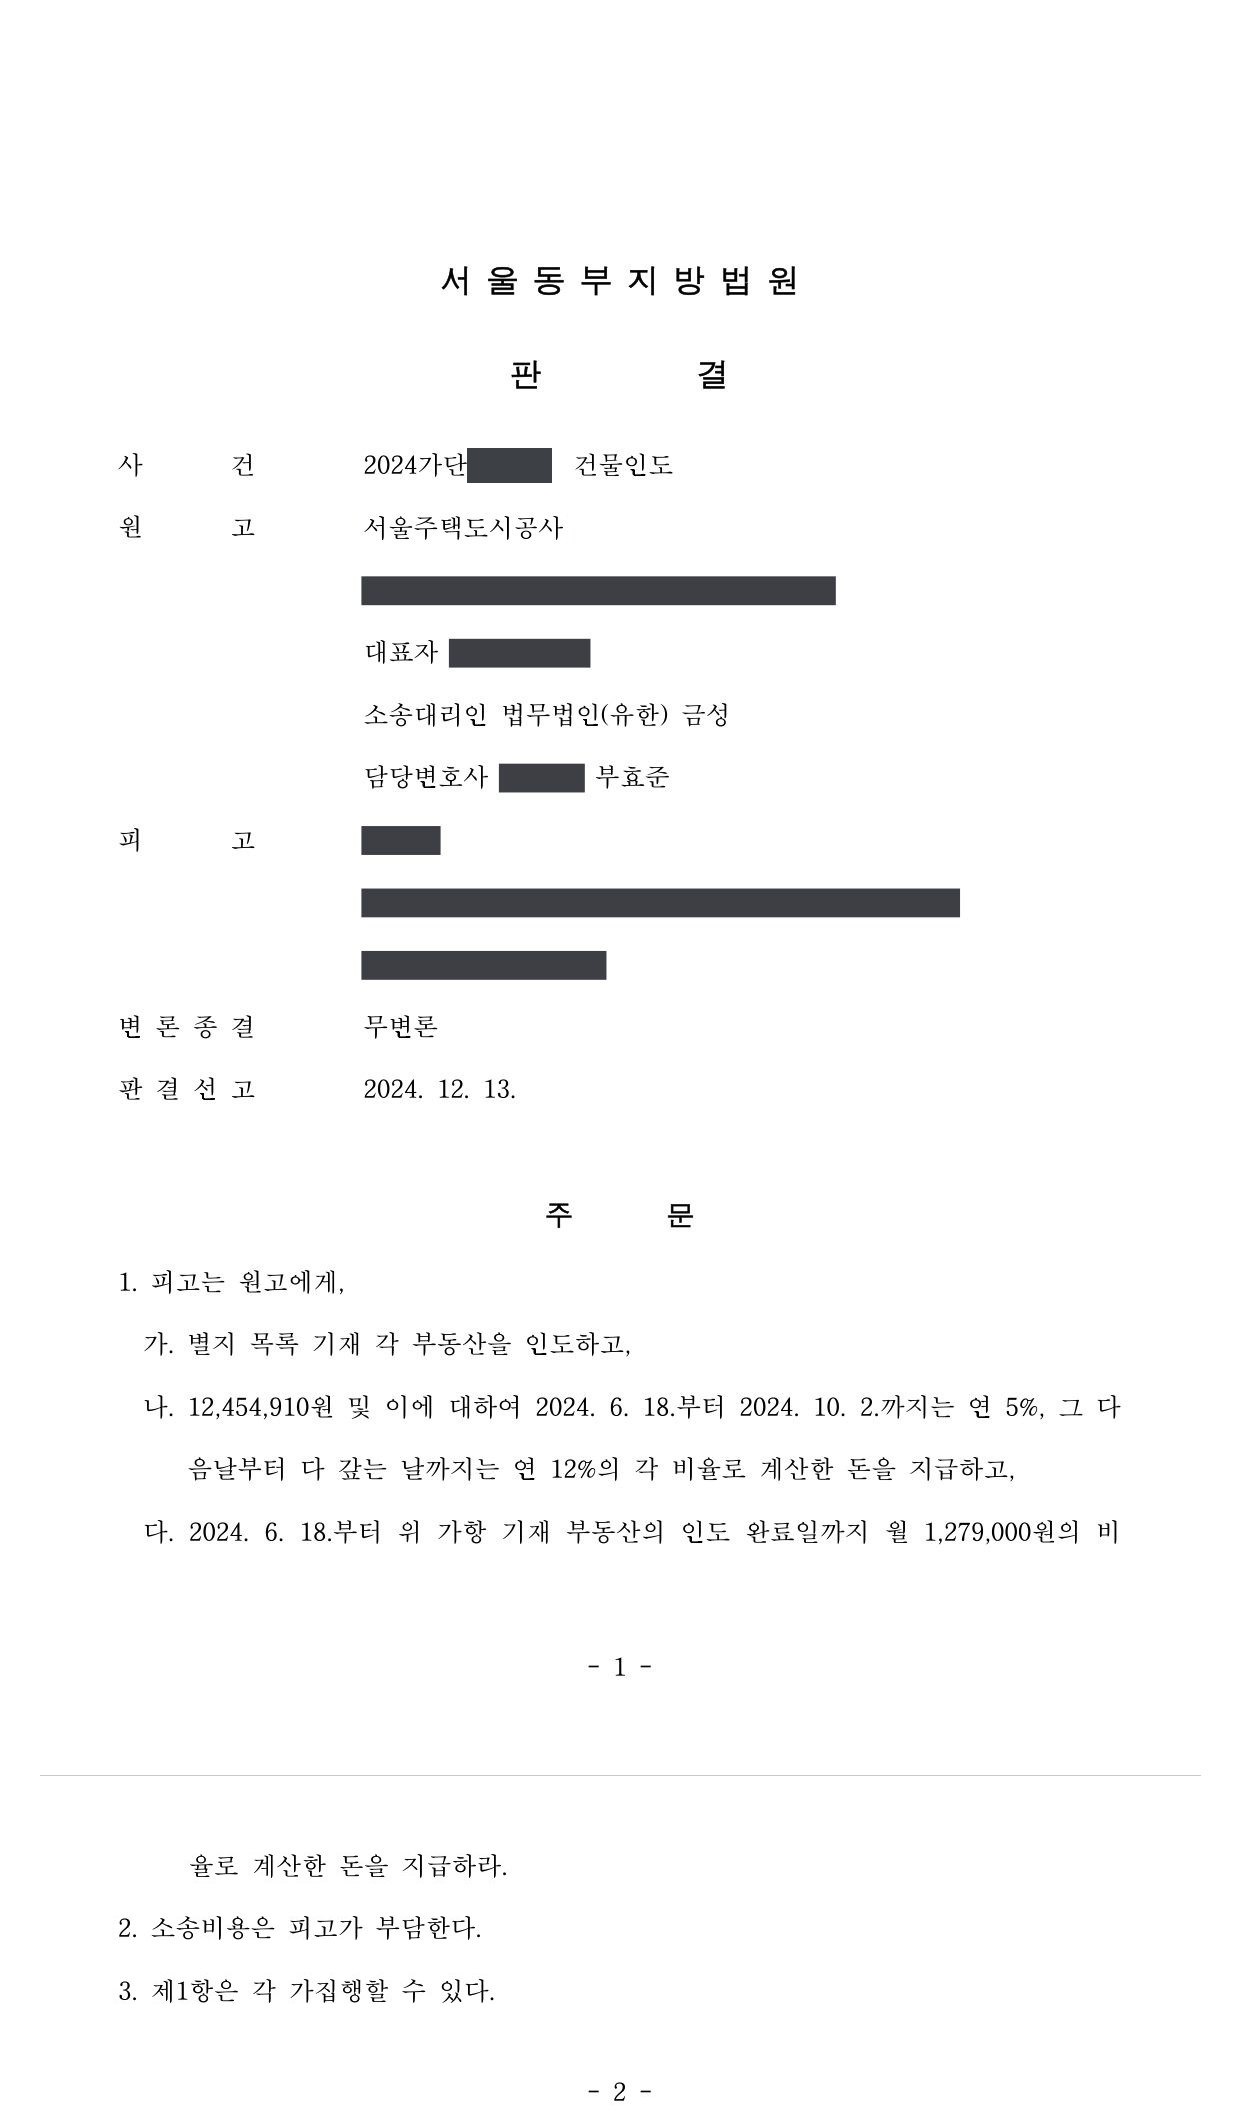 서울동부지방법원
판 결
사 건 2024가단 건물인도
원 고 서울주택도시공사
대표자
소송대리인 법무법인(유한) 금성
담당변호사 부효준
피 고
변론종결 무변론
판결선고 2024. 12. 13.
주 문
1. 피고는 원고에게,
가. 별지 목록 기재 각 부동산을 인도하고,
나. 12,454,910원 및 이에 대하여 2024. 6. 18.부터 2024. 10. 2.까지는 연 5%, 그 다
음날부터 다 갚는 날까지는 연 12%의 각 비율로 계산한 돈을 지급하고,
다. 2024. 6. 18.부터 위 가항 기재 부동산의 인도 완료일까지 월 1,279,000원의 비
- 1 -
율로 계산한 돈을 지급하라.
2. 소송비용은 피고가 부담한다.
3. 제1항은 각 가집행할 수 있다.
- 2 -